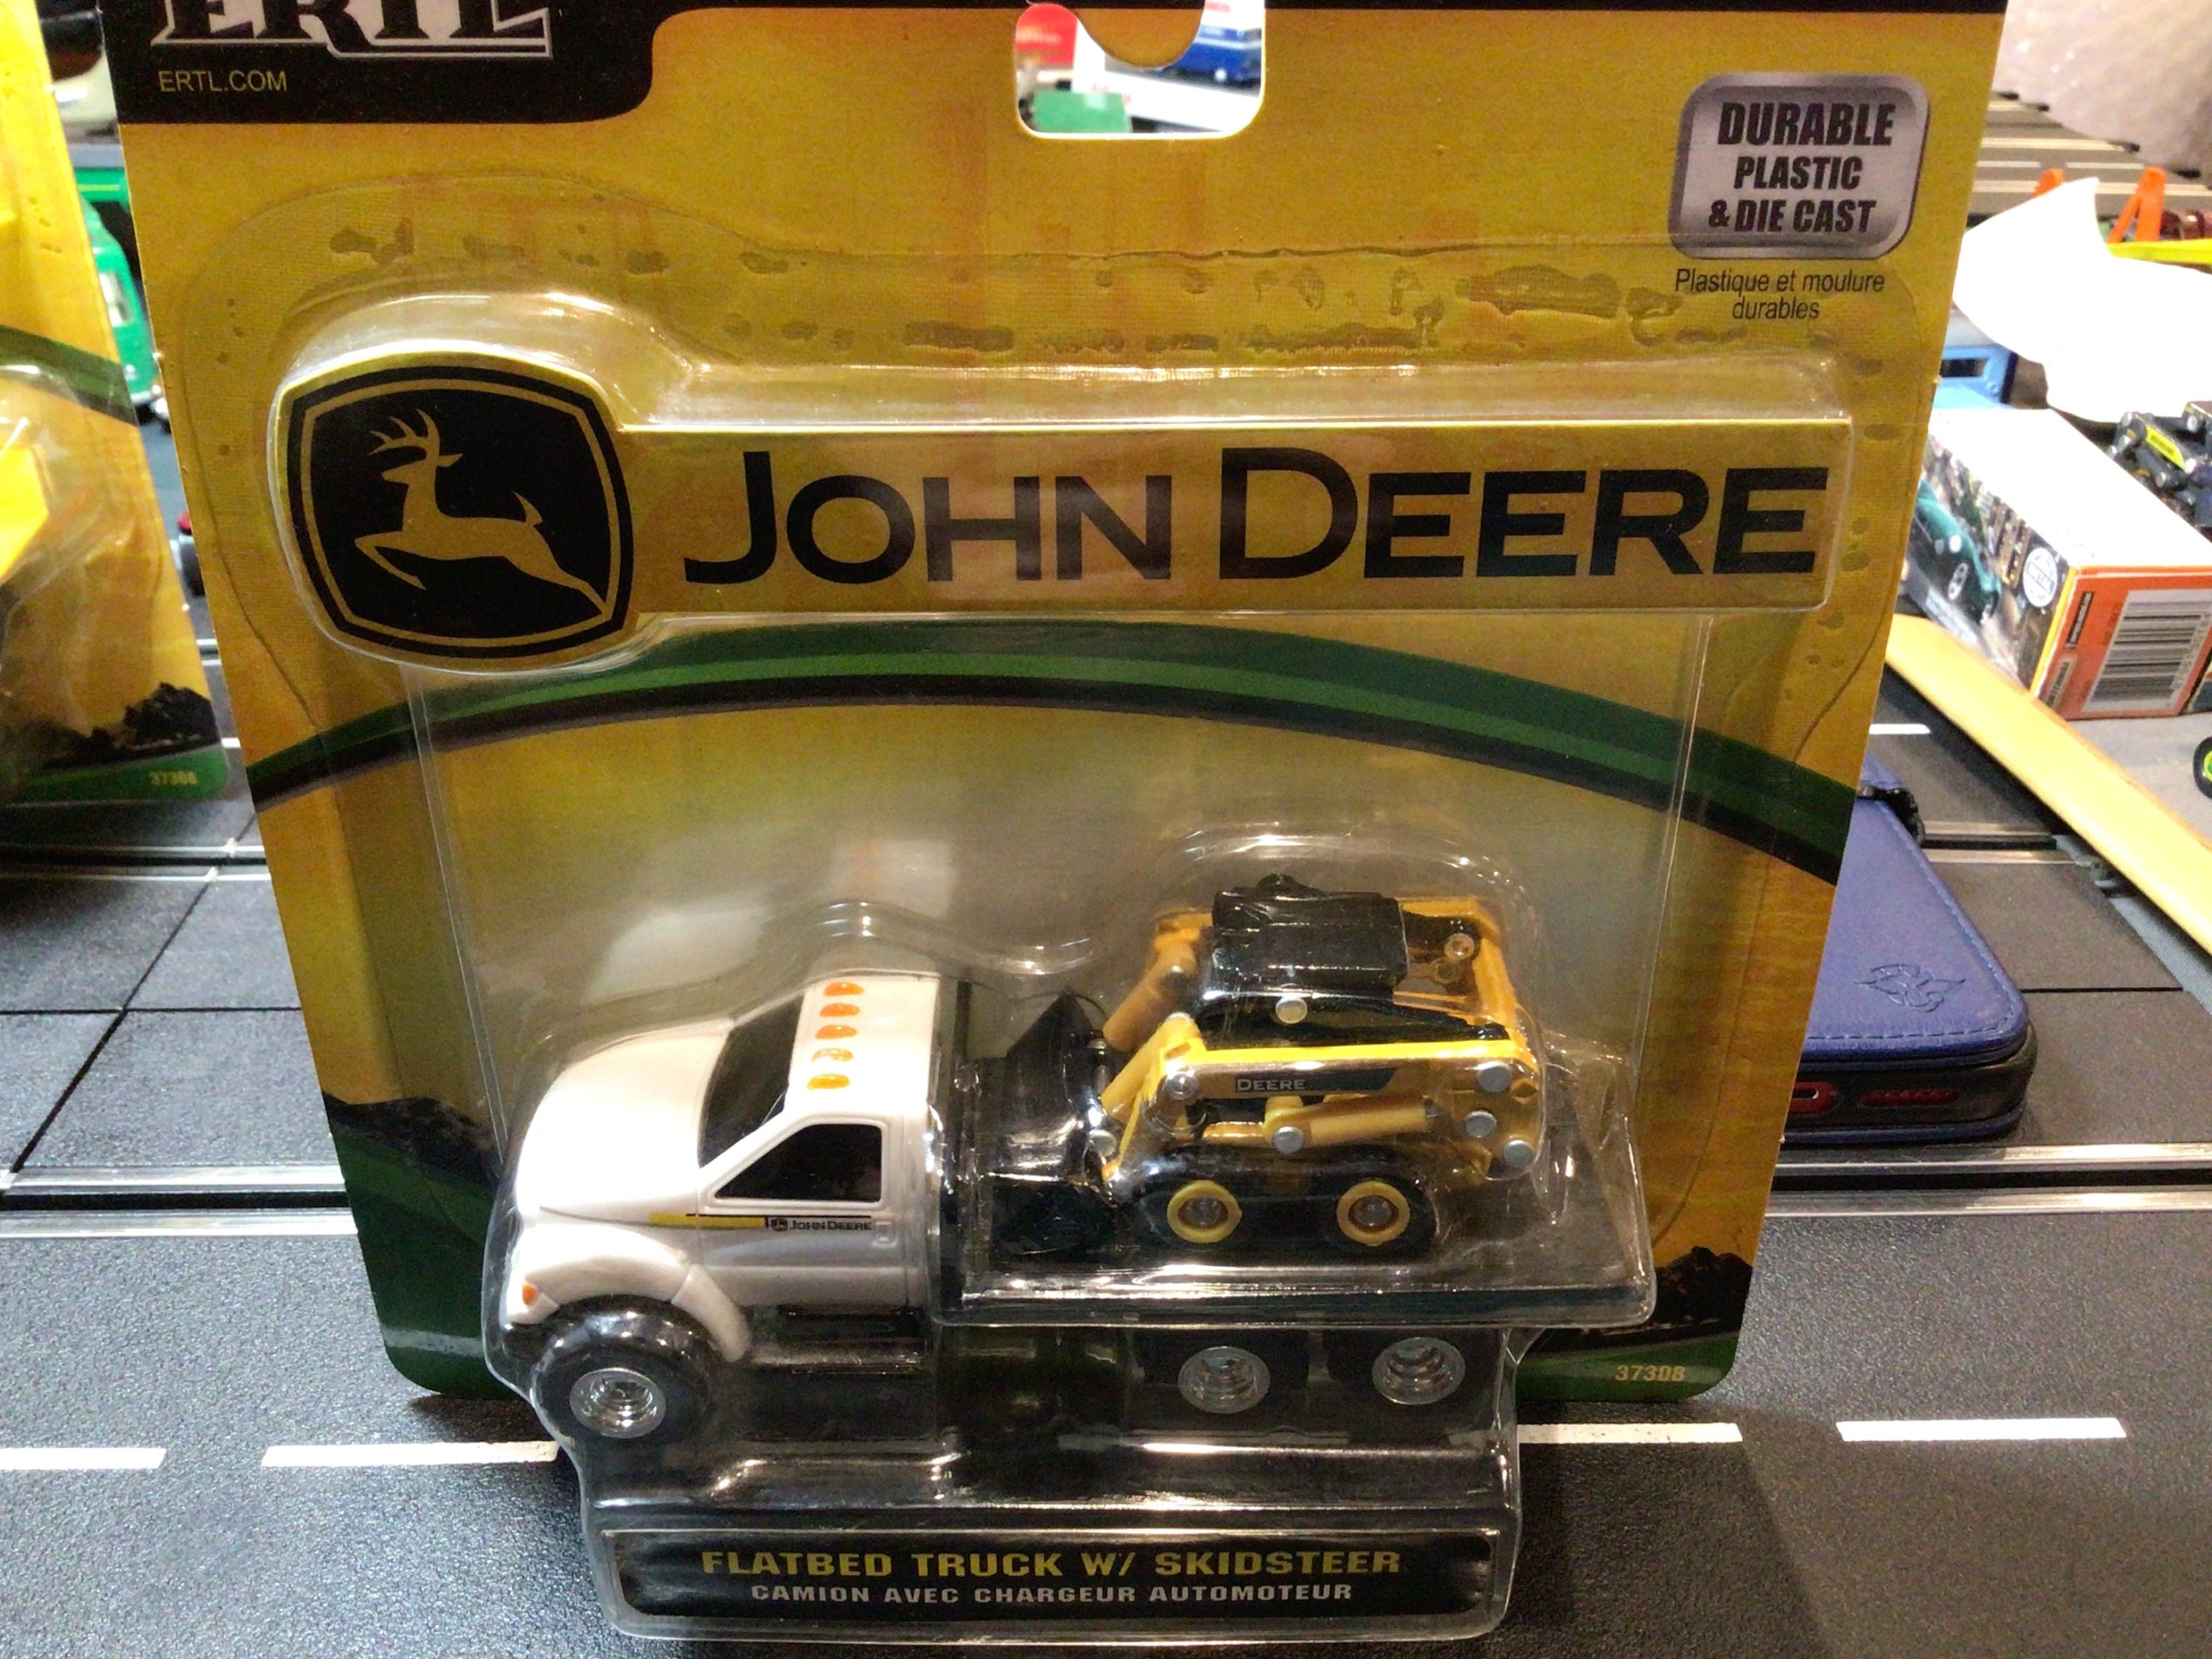 ERTL
ERTL.COM
DURABLE
PLASTIC
& DIE CAST
Plastique et moulure
durables
JOHN DEERE
DEERE
JOHN DEERE
37308
37308
FLATBED TRUCK W/ SKIDSTEER
CAMION AVEC CHARGEUR AUTOMOTEUR